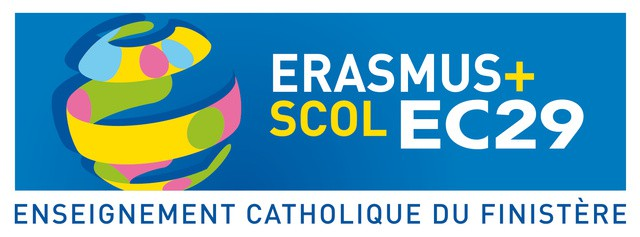 ERASMUS+
SCOL EC29
ENSEIGNEMENT CATHOLIQUE DU FINISTÈRE